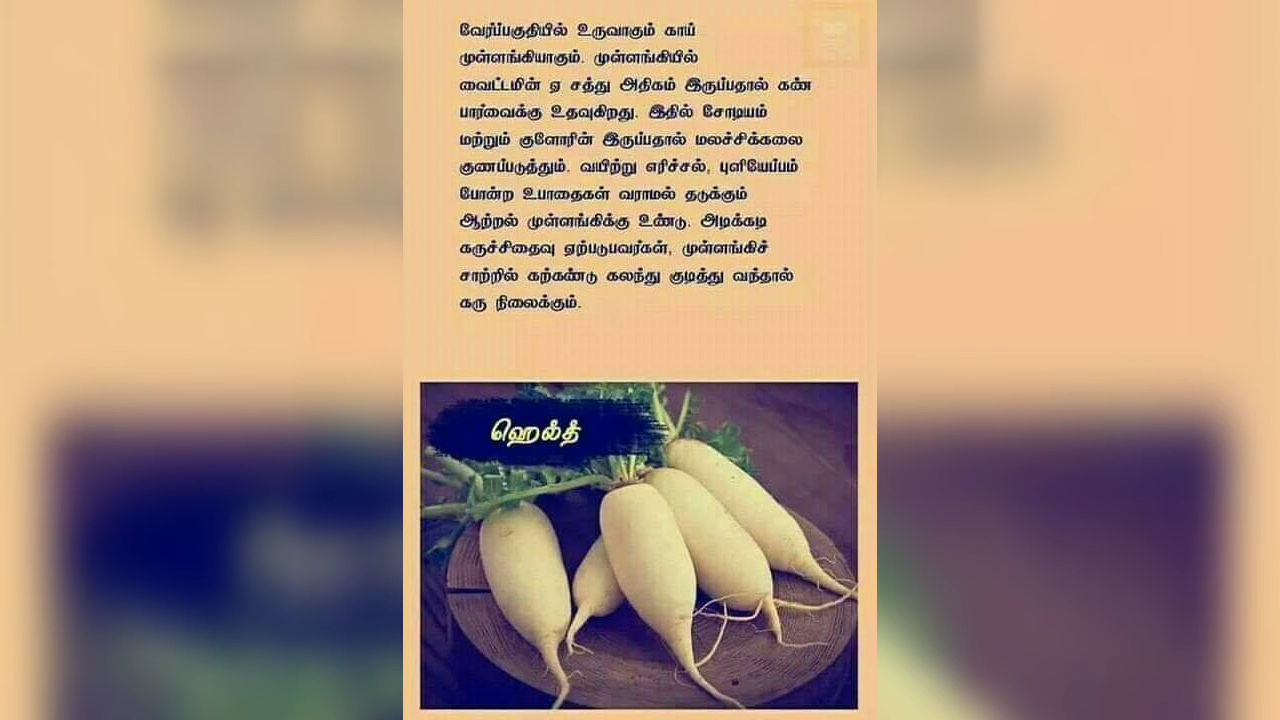 வேர்ப்பகுதியில் உருவாகும் காய்
முள்ளங்கியாகும். முள்ளங்கியில்
வைட்டமின் ஏ சத்து அதிகம் இருப்பதால் கண்
பார்வைக்கு உதவுகிறது. இதில் சோடியம்
மற்றும் குளோரின் இருப்பதால் மலச்சிக்கலை
குணப்படுத்தும். வயிற்று எரிச்சல், புளியேப்பம்
போன்ற உபாதைகள் வராமல் தடுக்கும்
ஆற்றல் முள்ளங்கிக்கு உண்டு. அடிக்கடி
கருச்சிதைவு ஏற்படுபவர்கள், முள்ளங்கிச்
சாற்றில் கற்கண்டு கலந்து குடித்து வந்தால்
கரு நிலைக்கும்.
ஹெல்த்